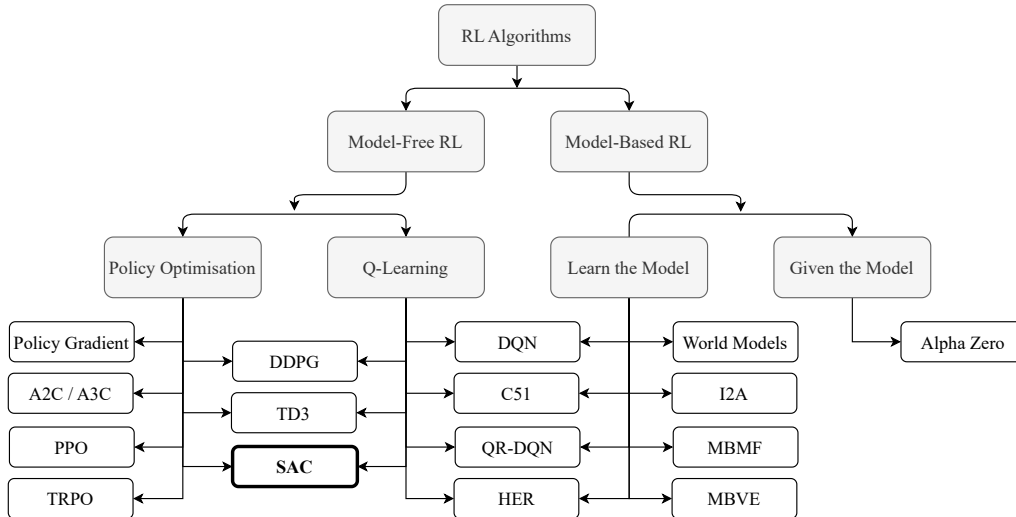 RL Algorithms
Model-Free RL
Model-Based RL
Policy Optimisation
Q-Learning
Learn the Model
Given the Model
Policy Gradient
DDPG
DQN
World Models
Alpha Zero
A2C / A3C
TD3
C51
I2A
PPO
SAC
QR-DQN
MBMF
TRPO
HER
MBVE